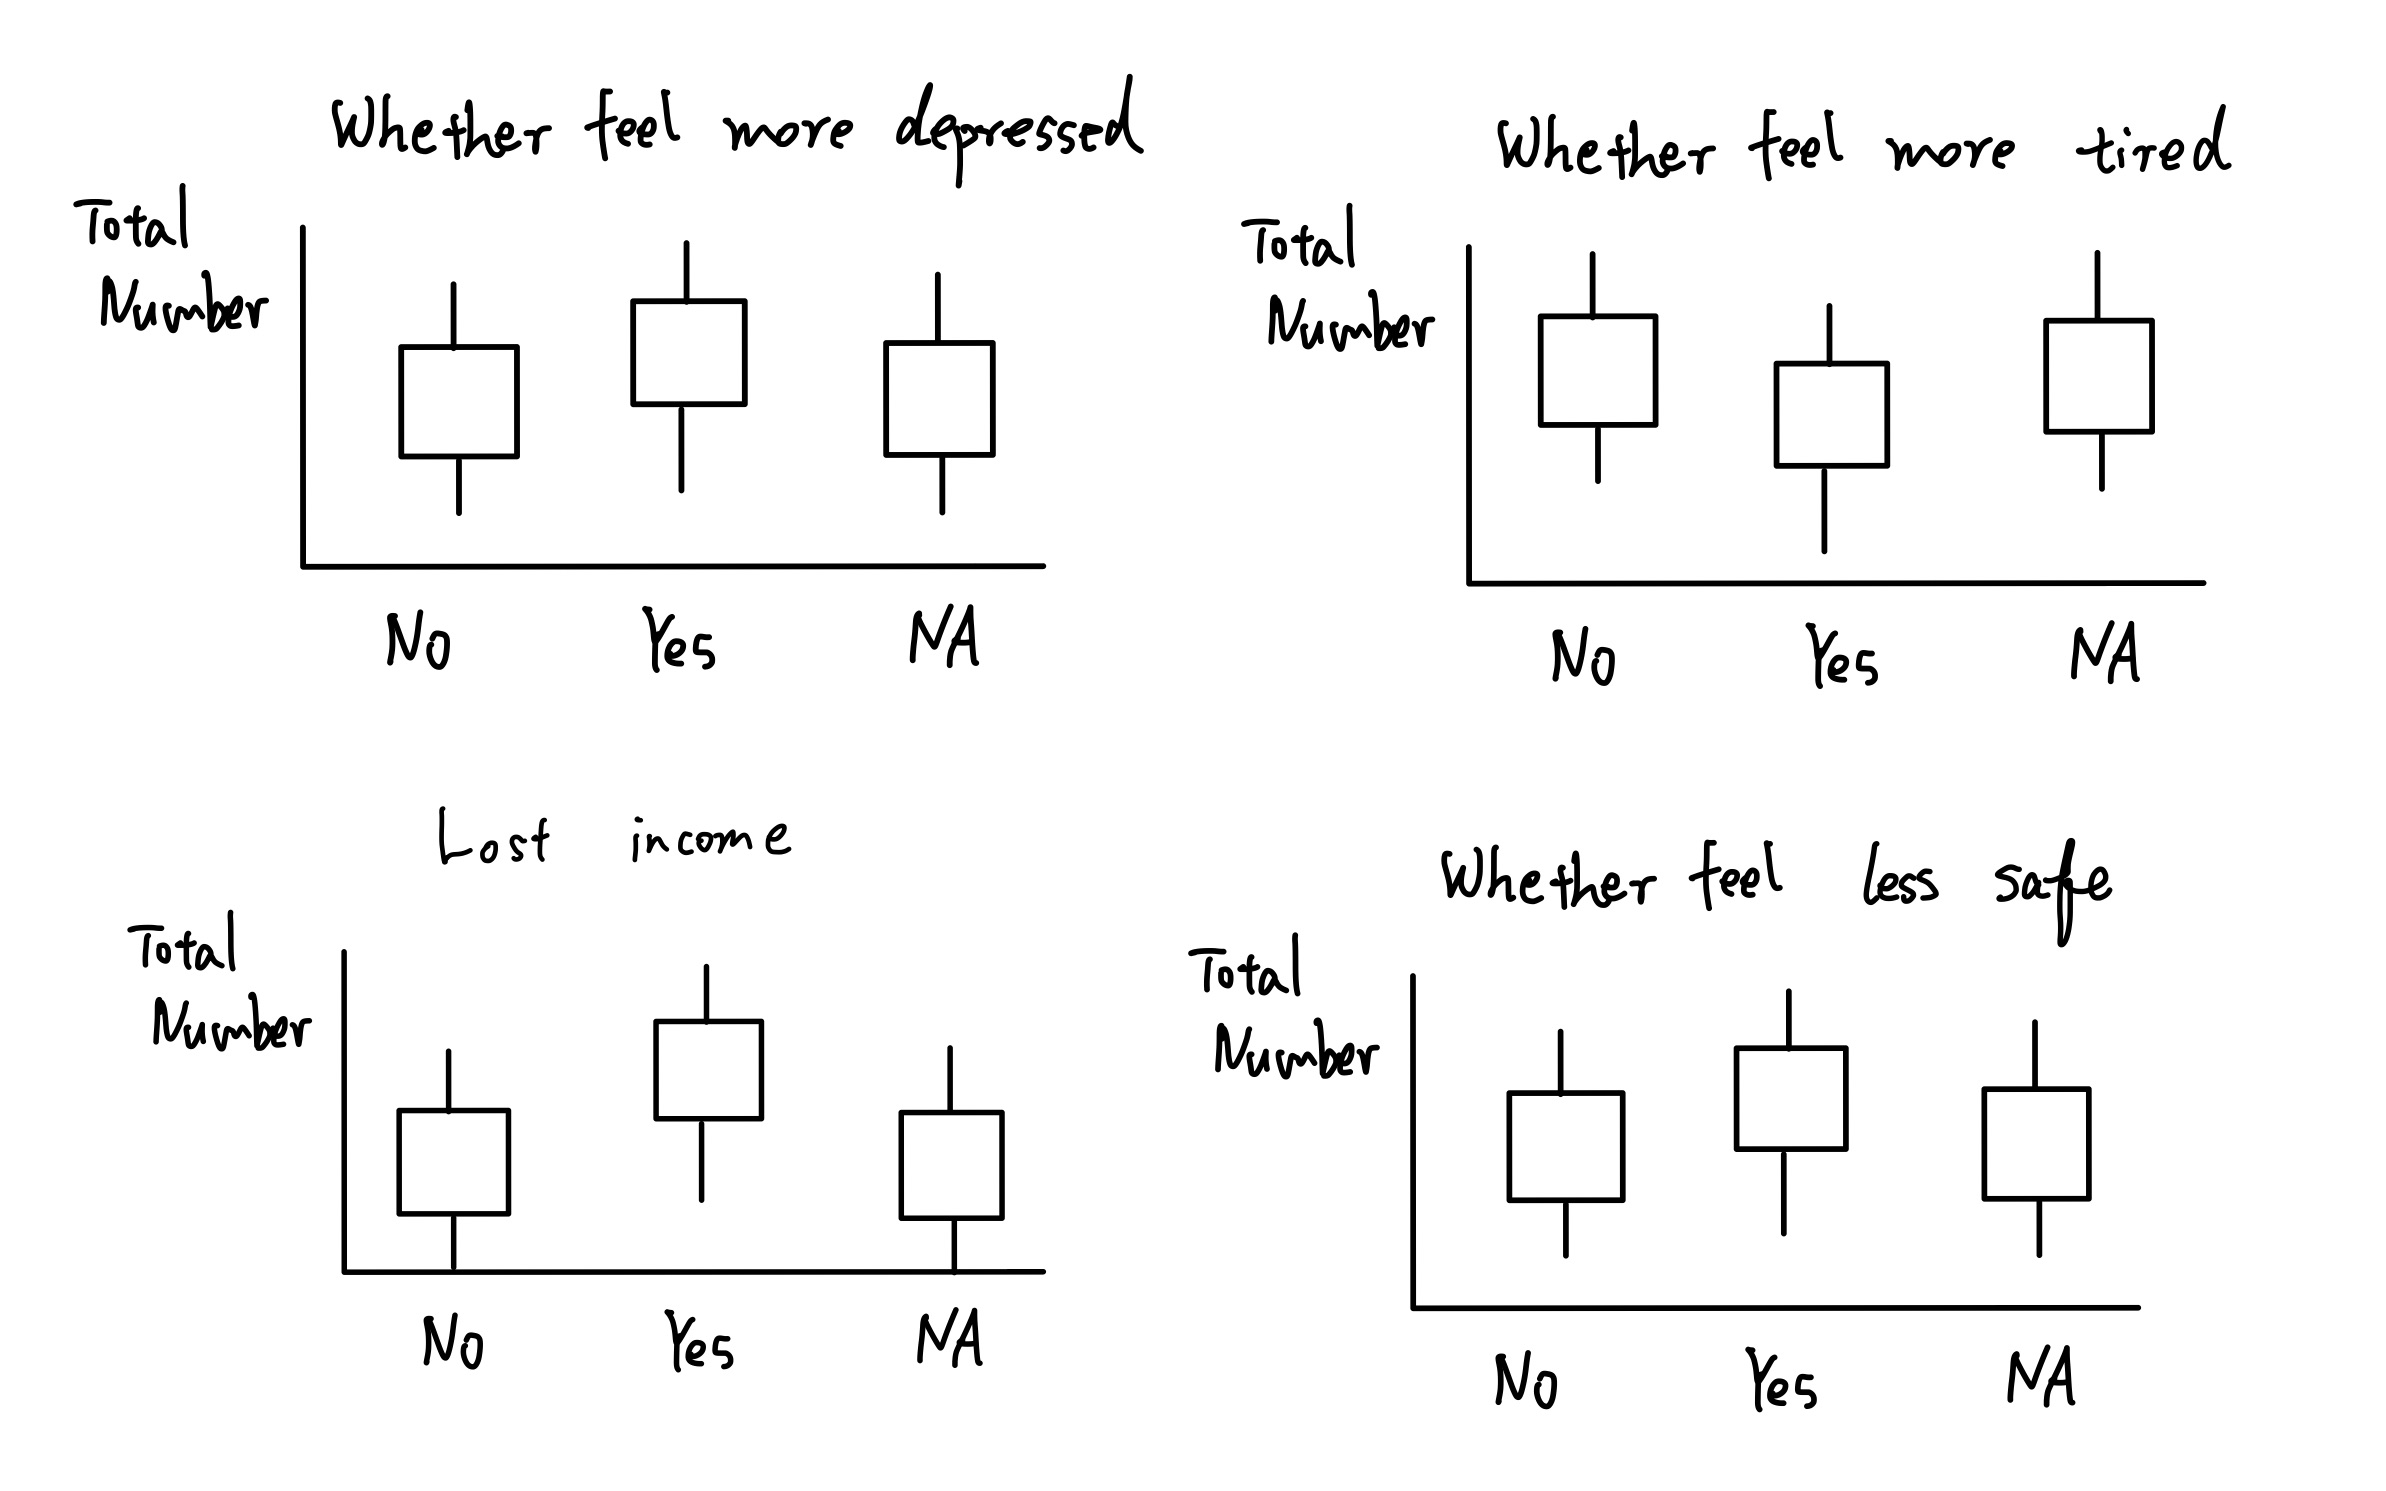 Whether feel more depressed
Total
Number
No Yes NA
Whether feel more tired
Total
Number
No Yes NA
Lost income
Total
Number
No Yes NA
Whether feel less safe
Total
Number
No Yes NA